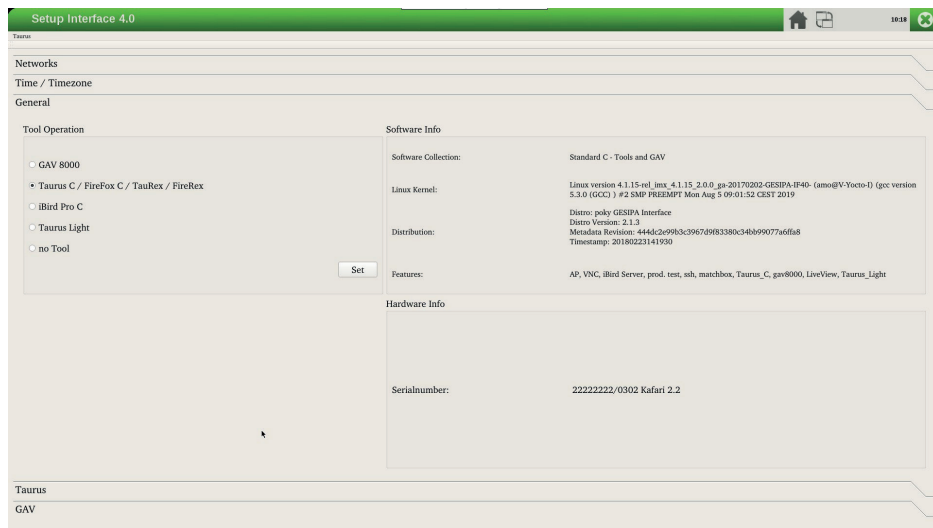 Setup Interface 4.0
10:18
Taurus
Networks
Time / Timezone
General
Tool Operation
GAV 8000
Taurus C / FireFox C / TauRex / FireRex
iBird Pro C
Taurus Light
no Tool
Set
Software Info
Software Collection:
Standard C - Tools and GAV
Linux Kernel:
Linux version 4.1.15-rel_imx_4.1.15_2.0.0_ga-20170202-GESIPA-IF40- (amo@V-Yocto-I) (gcc version
5.3.0 (GCC) ) #2 SMP PREEMPT Mon Aug 5 09:01:52 CEST 2019
Distribution:
Distro: poky GESIPA Interface
Distro Version: 2.1.3
Metadata Revision: 444dc2e99b3c3967d9f83380c34bb99077a6ffa8
Timestamp: 20180223141930
Features:
AP, VNC, iBird Server, prod. test, ssh, matchbox, Taurus_C, gav8000, LiveView, Taurus_Light
Hardware Info
Serialnumber:
22222222/0302 Kafari 2.2
Taurus
GAV